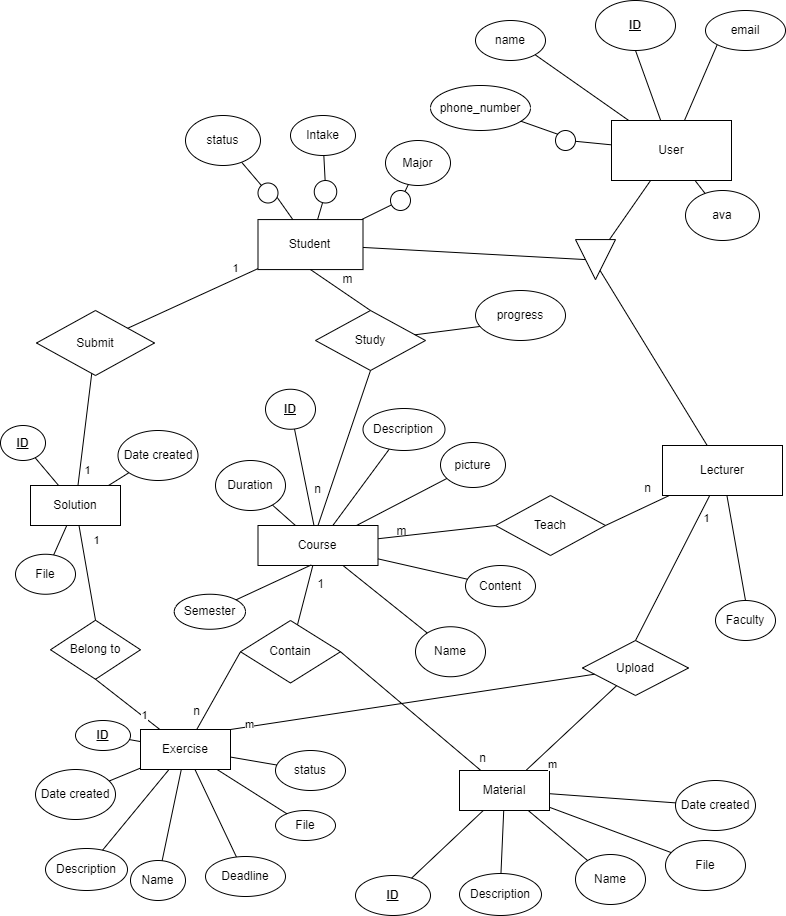 ID
email
name
phone_number
User
status
Intake
Major
ava
Student
1
m
progress
Submit
Study
ID
Description
ID
Date created
picture
1
Lecturer
Duration
n
n
Solution
1
Teach
m
Course
1
File
1
Content
Semester
Faculty
Belong to
Contain
Name
Upload
n
1
m
ID
Exercise
n
m
status
Material
Date created
Date created
File
Description
Name
Deadline
File
ID
Description
Name